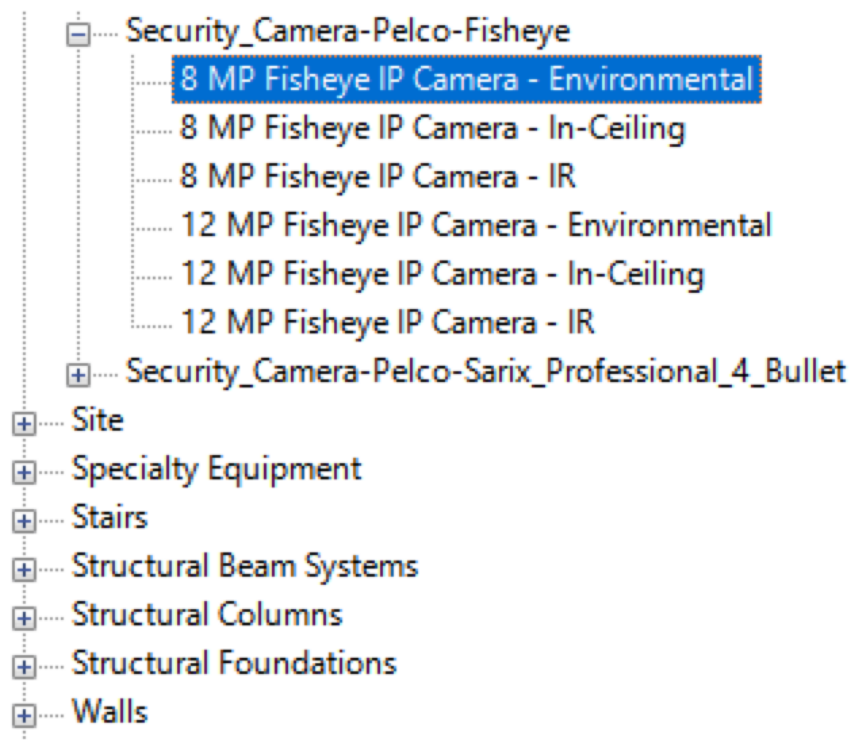 Security_Camera-Pelco-Fisheye
8 MP Fisheye IP Camera - Environmental
8 MP Fisheye IP Camera - In-Ceiling
8 MP Fisheye IP Camera - IR
12 MP Fisheye IP Camera - Environmental
12 MP Fisheye IP Camera - In-Ceiling
12 MP Fisheye IP Camera - IR
Security_Camera-Pelco-Sarix_Professional_4_Bullet
Site
Specialty Equipment
Stairs
Structural Beam Systems
Structural Columns
Structural Foundations
Walls